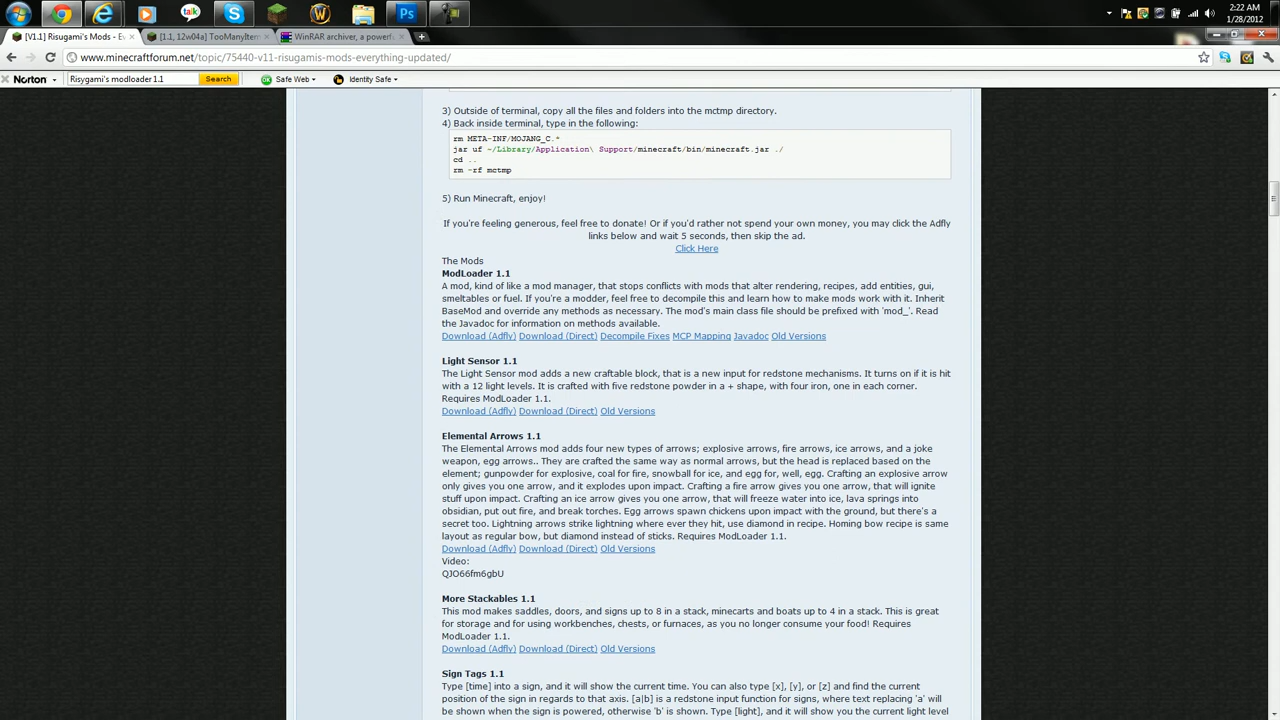 2:22 AM
1/28/2012
[V1.1] Risugami's Mods - Ev
[1.1, 12w04a] TooManyItem
WinRAR archiver, a powerf
www.minecraftforum.net/topic/75440-v11-risugamis-mods-everything-updated/
Norton
Risygami's modloader 1.1
Search
Safe Web
Identity Safe
3) Outside of terminal, copy all the files and folders into the mctmp directory.
4) Back inside terminal, type in the following:
rm META-INF/MOJANG_C.*
jar uf ~/Library/Application\ Support/minecraft/bin/minecraft.jar ./
cd ..
rm -rf mctmp
5) Run Minecraft, enjoy!
If you're feeling generous, feel free to donate! Or if you'd rather not spend your own money, you may click the Adfly
links below and wait 5 seconds, then skip the ad.
Click Here
The Mods
ModLoader 1.1
A mod, kind of like a mod manager, that stops conflicts with mods that alter rendering, recipes, add entities, gui,
smeltables or fuel. If you're a modder, feel free to decompile this and learn how to make mods work with it. Inherit
BaseMod and override any methods as necessary. The mod's main class file should be prefixed with 'mod_'. Read
the Javadoc for information on methods available.
Download (Adfly) Download (Direct) Decompile Fixes MCP Mapping Javadoc Old Versions
Light Sensor 1.1
The Light Sensor mod adds a new craftable block, that is a new input for redstone mechanisms. It turns on if it is hit
with a 12 light levels. It is crafted with five redstone powder in a + shape, with four iron, one in each corner.
Requires ModLoader 1.1.
Download (Adfly) Download (Direct) Old Versions
Elemental Arrows 1.1
The Elemental Arrows mod adds four new types of arrows; explosive arrows, fire arrows, ice arrows, and a joke
weapon, egg arrows.. They are crafted the same way as normal arrows, but the head is replaced based on the
element; gunpowder for explosive, coal for fire, snowball for ice, and egg for, well, egg. Crafting an explosive arrow
only gives you one arrow, and it explodes upon impact. Crafting a fire arrow gives you one arrow, that will ignite
stuff upon impact. Crafting an ice arrow gives you one arrow, that will freeze water into ice, lava springs into
obsidian, put out fire, and break torches. Egg arrows spawn chickens upon impact with the ground, but there's a
secret too. Lightning arrows strike lightning where ever they hit, use diamond in recipe. Homing bow recipe is same
layout as regular bow, but diamond instead of sticks. Requires ModLoader 1.1.
Download (Adfly) Download (Direct) Old Versions
Video:
QJO66fm6gbU
More Stackables 1.1
This mod makes saddles, doors, and signs up to 8 in a stack, minecarts and boats up to 4 in a stack. This is great
for storage and for using workbenches, chests, or furnaces, as you no longer consume your food! Requires
ModLoader 1.1.
Download (Adfly) Download (Direct) Old Versions
Sign Tags 1.1
Type [time] into a sign, and it will show the current time. You can also type [x], [y], or [z] and find the current
position of the sign in regards to that axis. [a|b] is a redstone input function for signs, where text replacing 'a' will
be shown when the sign is powered, otherwise 'b' is shown. Type [light], and it will show you the current light level